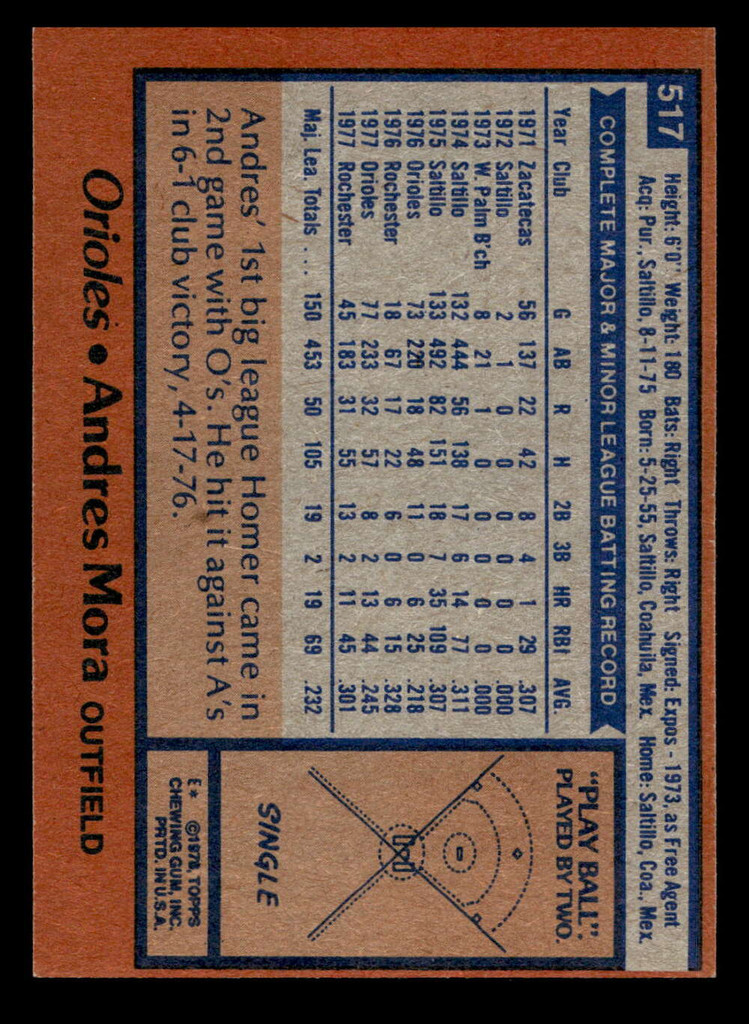 517
Height: 6'0" Weight: 180 Bats: Right Throws: Right Signed: Expos - 1973, as Free Agent
Acq: Pur., Saltillo, 8-11-75 Born: 5-25-55, Saltillo, Coahuila, Mex. Home: Saltillo, Coa., Mex.
COMPLETE MAJOR & MINOR LEAGUE BATTING RECORD
Year Club G AB R H 2B 3B HR RBI AVG.
1971 Zacatecas 56 137 22 42 8 4 1 29 .307
1972 Saltillo 2 1 0 0 0 0 0 0 .000
1973 W. Palm B'ch 8 21 1 0 0 0 0 0 .000
1974 Saltillo 132 444 56 138 17 6 14 77 .311
1975 Saltillo 133 492 82 151 18 7 35 109 .307
1976 Orioles 73 220 18 48 11 0 6 25 .218
1976 Rochester 18 67 17 22 6 0 6 15 .328
1977 Orioles 77 233 32 57 8 2 13 44 .245
1977 Rochester 45 183 31 55 13 2 11 45 .301
Maj. Lea. Totals . . . 150 453 50 105 19 2 19 69 .232
Andres' 1st big league Homer came in
2nd game with O's. He hit it against A's
in 6-1 club victory, 4-17-76.
"PLAY BALL":
PLAYED BY TWO.
SINGLE
E* ©1978, TOPPS
CHEWING GUM, INC.
PRTD. IN U.S.A.
Orioles • Andres Mora OUTFIELD